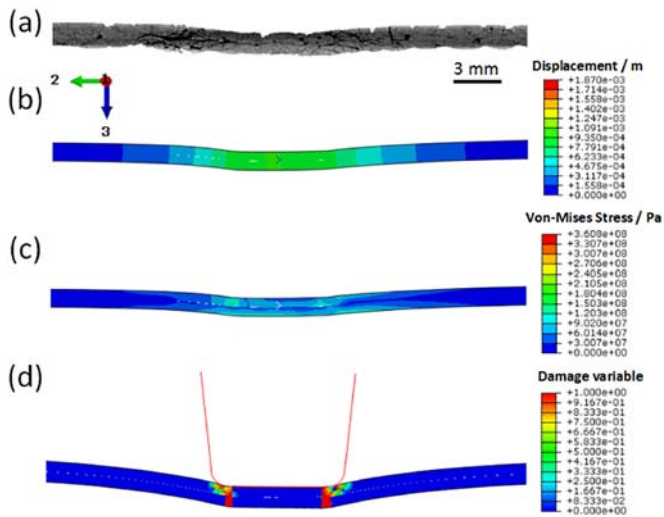 (a)
3 mm
2
1
3
(b)
Displacement / m
+1.870e-03
+1.714e-03
+1.558e-03
+1.402e-03
+1.247e-03
+1.091e-03
+9.350e-04
+7.791e-04
+6.233e-04
+4.675e-04
+3.117e-04
+1.558e-04
+0.000e+00
(c)
Von-Mises Stress / Pa
+3.608e+08
+3.307e+08
+3.007e+08
+2.706e+08
+2.405e+08
+2.105e+08
+1.804e+08
+1.503e+08
+1.203e+08
+9.020e+07
+6.014e+07
+3.007e+07
+0.000e+00
(d)
Damage variable
+1.000e+00
+9.167e-01
+8.333e-01
+7.500e-01
+6.667e-01
+5.833e-01
+5.000e-01
+4.167e-01
+3.333e-01
+2.500e-01
+1.667e-01
+8.333e-02
+0.000e+00